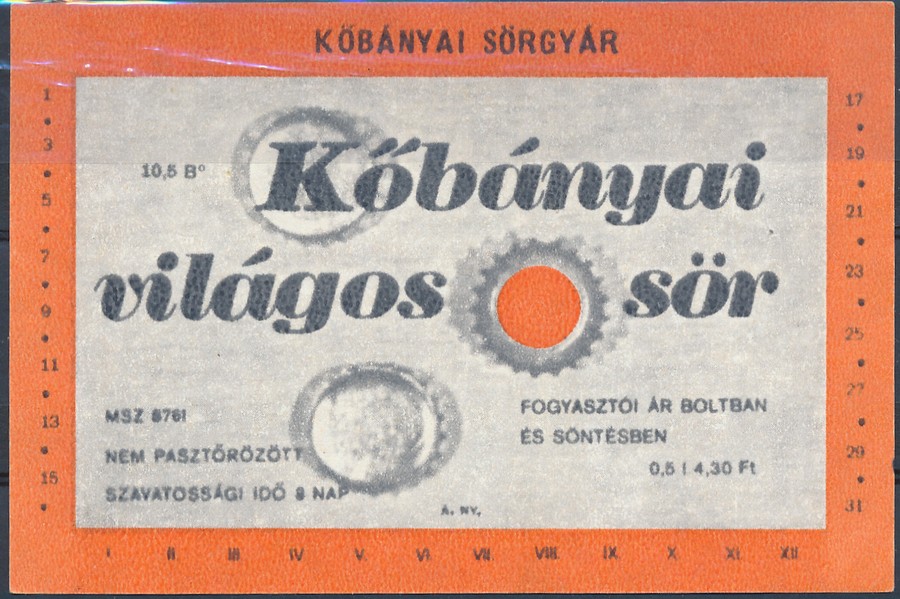 KŐBÁNYAI SÖRGYÁR
1
•
3
•
5
•
7
•
9
•
11
•
13
•
15
•
17
•
19
•
21
•
23
•
25
•
27
•
29
•
31
10,5 B°
Kőbányai
világos sör
MSZ 8761
NEM PASZTŐRÖZÖTT
SZAVATOSSÁGI IDŐ 8 NAP
FOGYASZTÓI ÁR BOLTBAN
ÉS SÖNTÉSBEN
0,5 l 4,30 Ft
Á. NY.
I II III. IV V. VI. VII. VIII. IX. X. XI. XII